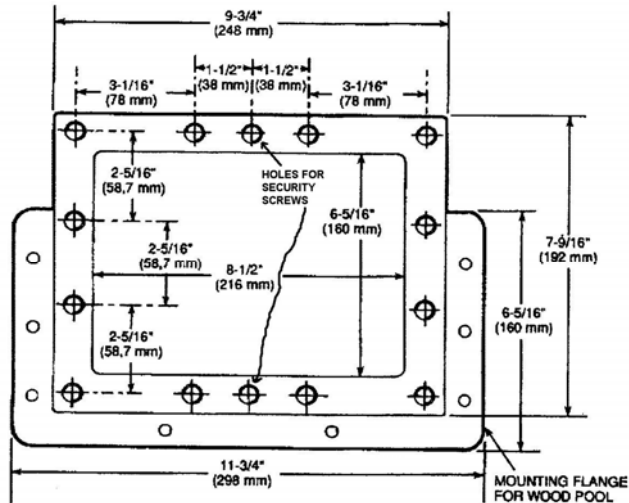 9-3/4"
(248 mm)
1-1/2"
(38 mm)
1-1/2"
(38 mm)
3-1/16"
(78 mm)
3-1/16"
(78 mm)
2-5/16"
(58,7 mm)
HOLES FOR
SECURITY
SCREWS
6-5/16"
(160 mm)
2-5/16"
(58,7 mm)
8-1/2"
(216 mm)
7-9/16"
(192 mm)
2-5/16"
(58,7 mm)
6-5/16"
(160 mm)
11-3/4"
(298 mm)
MOUNTING FLANGE
FOR WOOD POOL